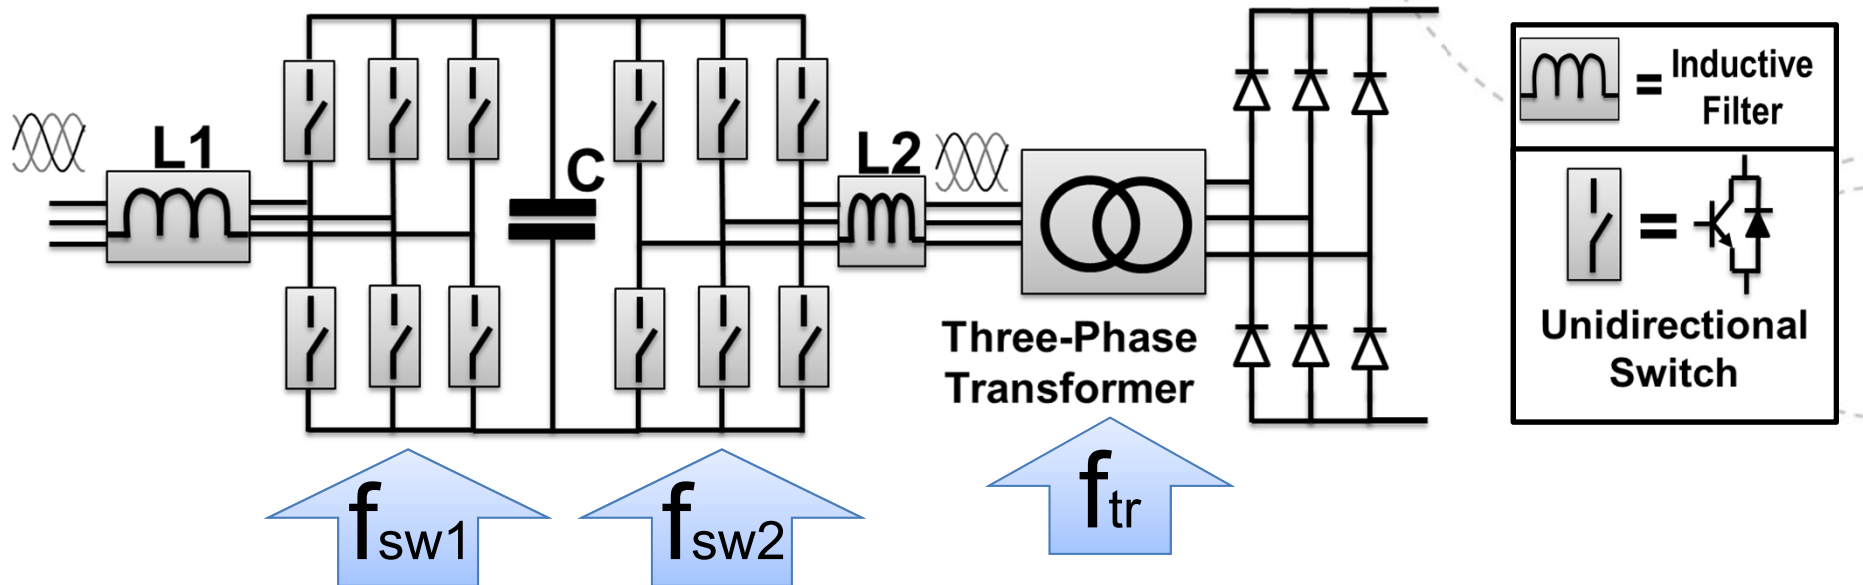 L1
C
L2
Three-Phase
Transformer
fsw1
fsw2
ftr
= Inductive
Filter
=
Unidirectional
Switch